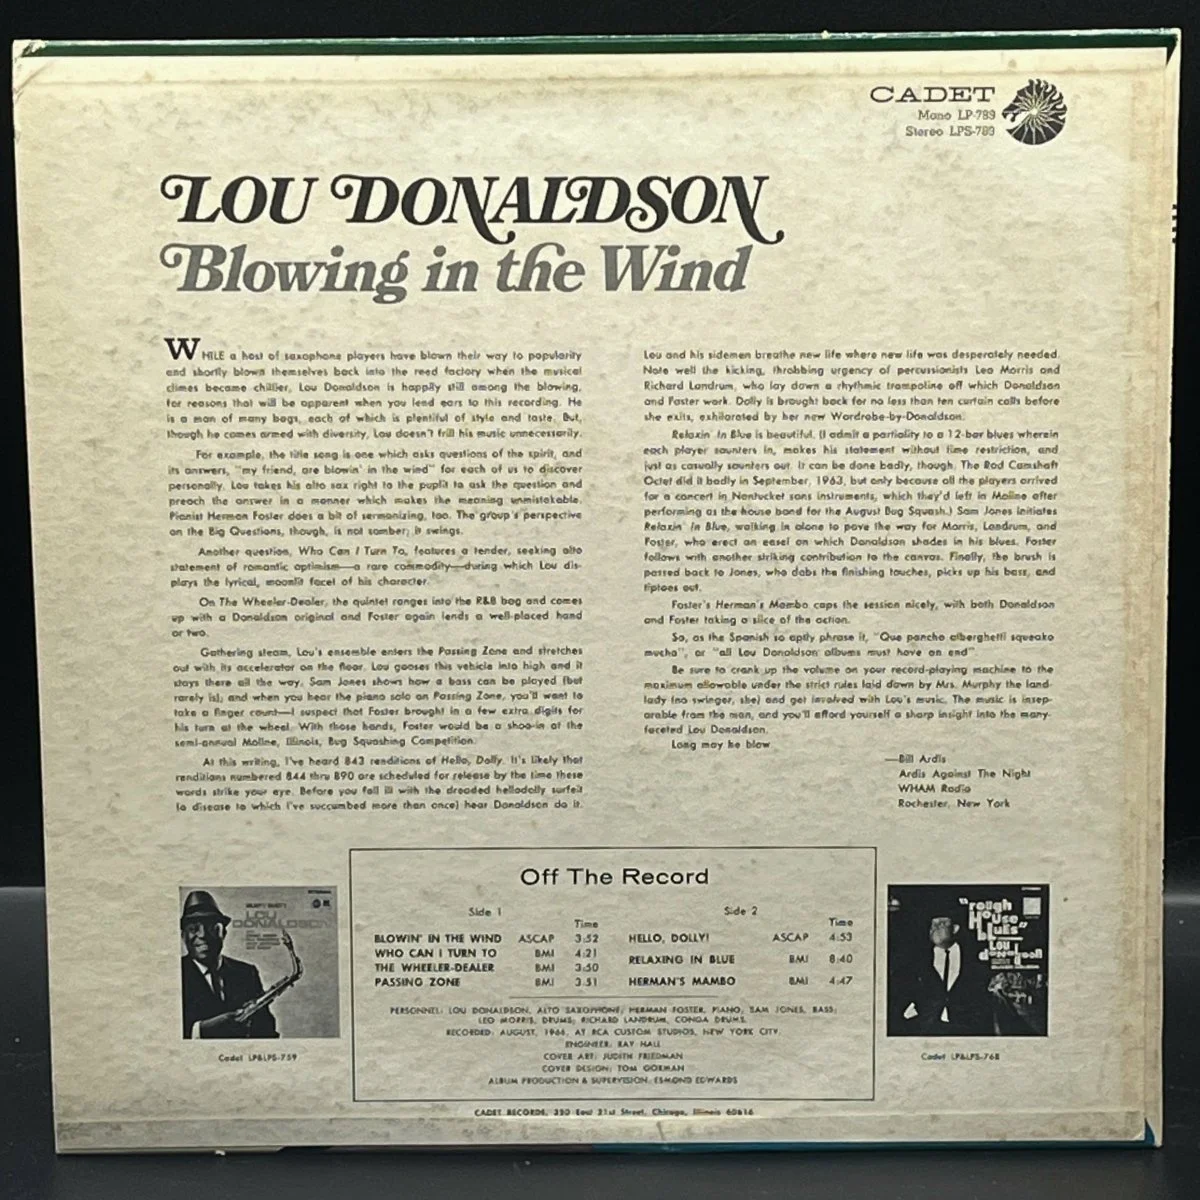 CADET
Mono LP-789
Stereo LPS-789
LOU DONALDSON
Blowing in the Wind
WHILE a host of saxophone players have blown their way to popularity
and shortly blown themselves back into the reed factory when the musical
climes became chillier, Lou Donaldson is happily still among the blowing,
for reasons that will be apparent when you lend ears to this recording. He
is a man of many bags, each of which is plentiful of style and taste. But,
though he comes armed with diversity, Lou doesn't frill his music unnecessarily.
For example, the title song is one which asks questions of the spirit, and
its answers, "my friend, are blowin' in the wind" for each of us to discover
personally. Lou takes his alto sax right to the puplit to ask the question and
preach the answer in a manner which makes the meaning unmistakable.
Pianist Herman Foster does a bit of sermonizing, too. The group's perspective
on the Big Questions, though, is not somber; it swings.
Another question, Who Can I Turn To, features a tender, seeking alto
statement of romantic optimism—a rare commodity—during which Lou dis-
plays the lyrical, moonlit facet of his character.
On The Wheeler-Dealer, the quintet ranges into the R&B bag and comes
up with a Donaldson original and Foster again lends a well-placed hand
or two.
Gathering steam, Lou's ensemble enters the Passing Zone and stretches
out with its accelerator on the floor. Lou gooses this vehicle into high and it
stays there all the way. Sam Jones shows how a bass can be played (but
rarely is); and when you hear the piano solo on Passing Zone, you'll want to
take a finger count—I suspect that Foster brought in a few extra digits for
his turn at the wheel. With those hands, Foster would be a shoo-in at the
semi-annual Moline, Illinois, Bug Squashing Competition.
At this writing, I've heard 843 renditions of Hello, Dolly. It's likely that
renditions numbered 844 thru 890 are scheduled for release by the time these
words strike your eye. Before you fall ill with the dreaded hellodolly surfeit
(a disease to which I've succumbed more than once) hear Donaldson do it.
Lou and his sidemen breathe new life where new life was desperately needed.
Note well the kicking, throbbing urgency of percussionists Leo Morris and
Richard Landrum, who lay down a rhythmic trampoline off which Donaldson
and Foster work. Dolly is brought back for no less than ten curtain calls before
she exits, exhilarated by her new Wardrobe-by-Donaldson.
Relaxin' In Blue is beautiful. (I admit a partiality to a 12-bar blues wherein
each player saunters in, makes his statement without time restriction, and
just as casually saunters out. It can be done badly, though. The Rod Camshaft
Octet did it badly in September, 1963, but only because all the players arrived
for a concert in Nantucket sans instruments, which they'd left in Moline after
performing as the house band for the August Bug Squash.) Sam Jones initiates
Relaxin' In Blue, walking in alone to pave the way for Morris, Landrum, and
Foster, who erect an easel on which Donaldson shades in his blues. Foster
follows with another striking contribution to the canvas. Finally, the brush is
passed back to Jones, who dabs the finishing touches, picks up his bass, and
tiptoes out.
Foster's Herman's Mambo caps the session nicely, with both Donaldson
and Foster taking a slice of the action.
So, as the Spanish so aptly phrase it, "Que pancho alberghetti squeako
mucho", or "all Lou Donaldson albums must have an end".
Be sure to crank up the volume on your record-playing machine to the
maximum allowable under the strict rules laid down by Mrs. Murphy the land-
lady (no swinger, she) and get involved with Lou's music. The music is insep-
arable from the man, and you'll afford yourself a sharp insight into the many-
faceted Lou Donaldson.
Long may he blow
—Bill Ardis
Ardis Against The Night
WHAM Radio
Rochester, New York
Off The Record
Side 1
Time
BLOWIN' IN THE WIND ASCAP 3:52
WHO CAN I TURN TO BMI 4:21
THE WHEELER-DEALER BMI 3:50
PASSING ZONE BMI 3:51
Side 2
Time
HELLO, DOLLY! ASCAP 4:53
RELAXING IN BLUE BMI 8:40
HERMAN'S MAMBO BMI 4:47
PERSONNEL: LOU DONALDSON, ALTO SAXOPHONE; HERMAN FOSTER, PIANO; SAM JONES, BASS;
LEO MORRIS, DRUMS; RICHARD LANDRUM, CONGA DRUMS.
RECORDED: AUGUST, 1966, AT RCA CUSTOM STUDIOS, NEW YORK CITY.
ENGINEER: RAY HALL
COVER ART: JUDITH FRIEDMAN
COVER DESIGN: TOM GORMAN
ALBUM PRODUCTION & SUPERVISION: ESMOND EDWARDS
LOU
DONALDSON
Cadet LP&LPS-759
"rough
House
blues"
LOU
donaldson
Cadet LP&LPS-768
CADET RECORDS, 320 East 21st Street, Chicago, Illinois 60616